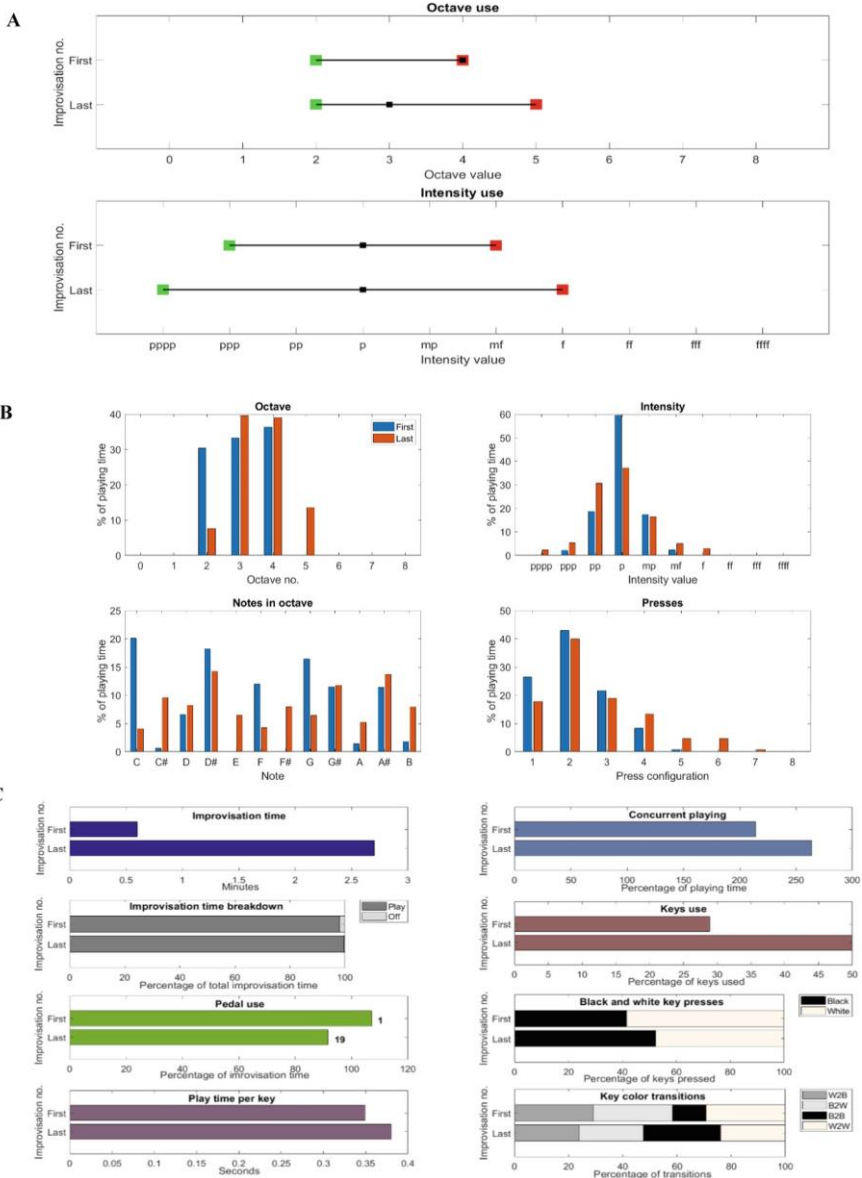 A
Octave use
Improvisation no.
First
Last
0 1 2 3 4 5 6 7 8
Octave value
Intensity use
Improvisation no.
First
Last
pppp ppp pp p mp mf f ff fff ffff
Intensity value
B
Octave
% of playing time
40
30
20
10
0
First
Last
0 1 2 3 4 5 6 7 8
Octave no.
Intensity
% of playing time
60
50
40
30
20
10
0
pppp ppp pp p mp mf f ff fff ffff
Intensity value
Notes in octave
% of playing time
25
20
15
10
5
0
C C# D D# E F F# G G# A A# B
Note
Presses
% of playing time
50
40
30
20
10
0
1 2 3 4 5 6 7 8
Press configuration
C
Improvisation time
Improvisation no.
First
Last
0 0.5 1 1.5 2 2.5 3
Minutes
Concurrent playing
Improvisation no.
First
Last
0 50 100 150 200 250 300
Percentage of playing time
Improvisation time breakdown
Improvisation no.
First
Last
Play
Off
20 40 60 80 100
Percentage of total improvisation time
Keys use
Improvisation no.
First
Last
0 5 10 15 20 25 30 35 40 45 50
Percentage of keys used
Pedal use
Improvisation no.
First
Last
1
19
0 20 40 60 80 100 120
Percentage of imrovisation time
Black and white key presses
Improvisation no.
First
Last
Black
White
0 20 40 60 80 100
Percentage of keys pressed
Play time per key
Improvisation no.
First
Last
0 0.05 0.1 0.15 0.2 0.25 0.3 0.35 0.4
Seconds
Key color transitions
Improvisation no.
First
Last
W2B
B2W
B2B
W2W
0 20 40 60 80 100
Percentage of transitions